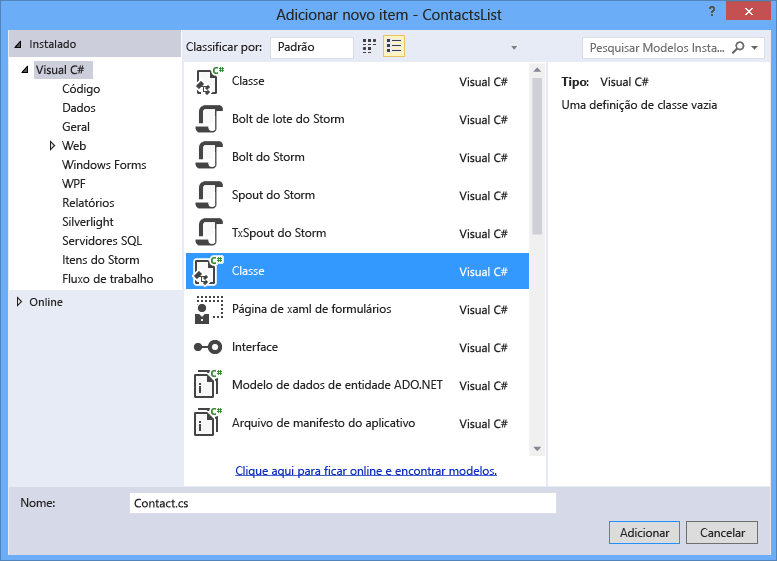 Adicionar novo item - ContactsList
?
Instalado
Classificar por: Padrão
Pesquisar Modelos Insta...
Visual C#
Código
Dados
Geral
Web
Windows Forms
WPF
Relatórios
Silverlight
Servidores SQL
Itens do Storm
Fluxo de trabalho
Online
C# Classe Visual C#
Bolt de lote do Storm Visual C#
Bolt do Storm Visual C#
Spout do Storm Visual C#
TxSpout do Storm Visual C#
C# Classe Visual C#
Página de xaml de formulários Visual C#
Interface Visual C#
C# Modelo de dados de entidade ADO.NET Visual C#
C# Arquivo de manifesto do aplicativo Visual C#
Clique aqui para ficar online e encontrar modelos.
Tipo: Visual C#
Uma definição de classe vazia
Nome: Contact.cs
Adicionar Cancelar